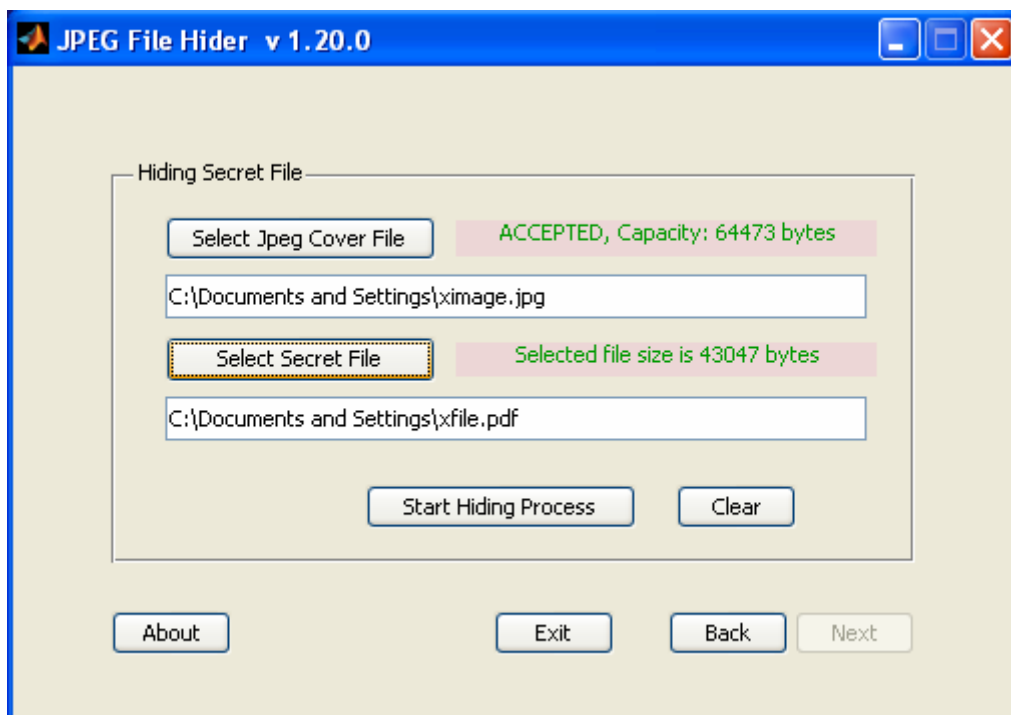 JPEG File Hider v 1.20.0
Hiding Secret File
Select Jpeg Cover File
ACCEPTED, Capacity: 64473 bytes
C:\Documents and Settings\ximage.jpg
Select Secret File
Selected file size is 43047 bytes
C:\Documents and Settings\xfile.pdf
Start Hiding Process
Clear
About
Exit
Back
Next